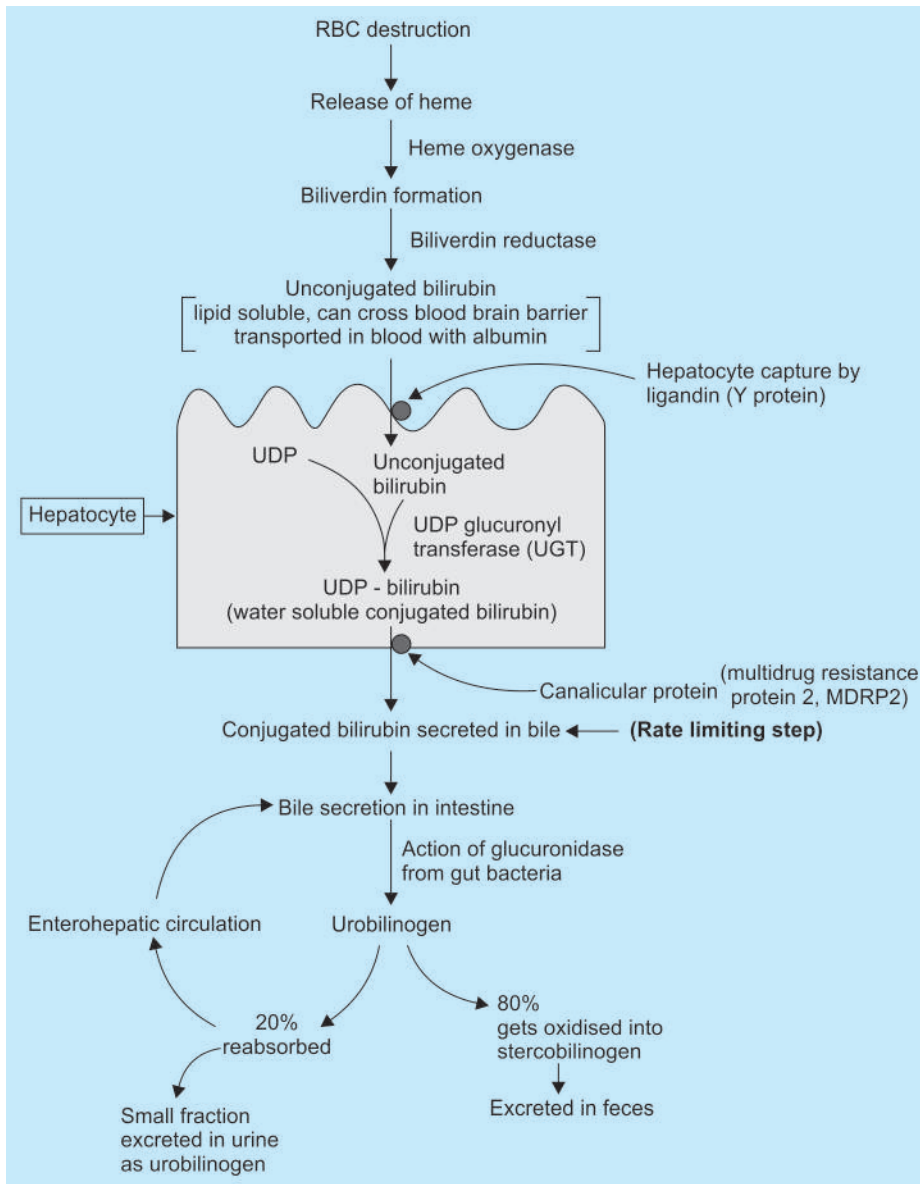 RBC destruction
Release of heme
Heme oxygenase
Biliverdin formation
Biliverdin reductase
Unconjugated bilirubin
lipid soluble, can cross blood brain barrier
transported in blood with albumin
Hepatocyte capture by
ligandin (Y protein)
UDP
Unconjugated
bilirubin
Hepatocyte
UDP glucuronyl
transferase (UGT)
UDP - bilirubin
(water soluble conjugated bilirubin)
Canalicular protein
(multidrug resistance
protein 2, MDRP2)
Conjugated bilirubin secreted in bile
(Rate limiting step)
Bile secretion in intestine
Action of glucuronidase
from gut bacteria
Enterohepatic circulation
Urobilinogen
20%
reabsorbed
80%
gets oxidised into
stercobilinogen
Small fraction
excreted in urine
as urobilinogen
Excreted in feces